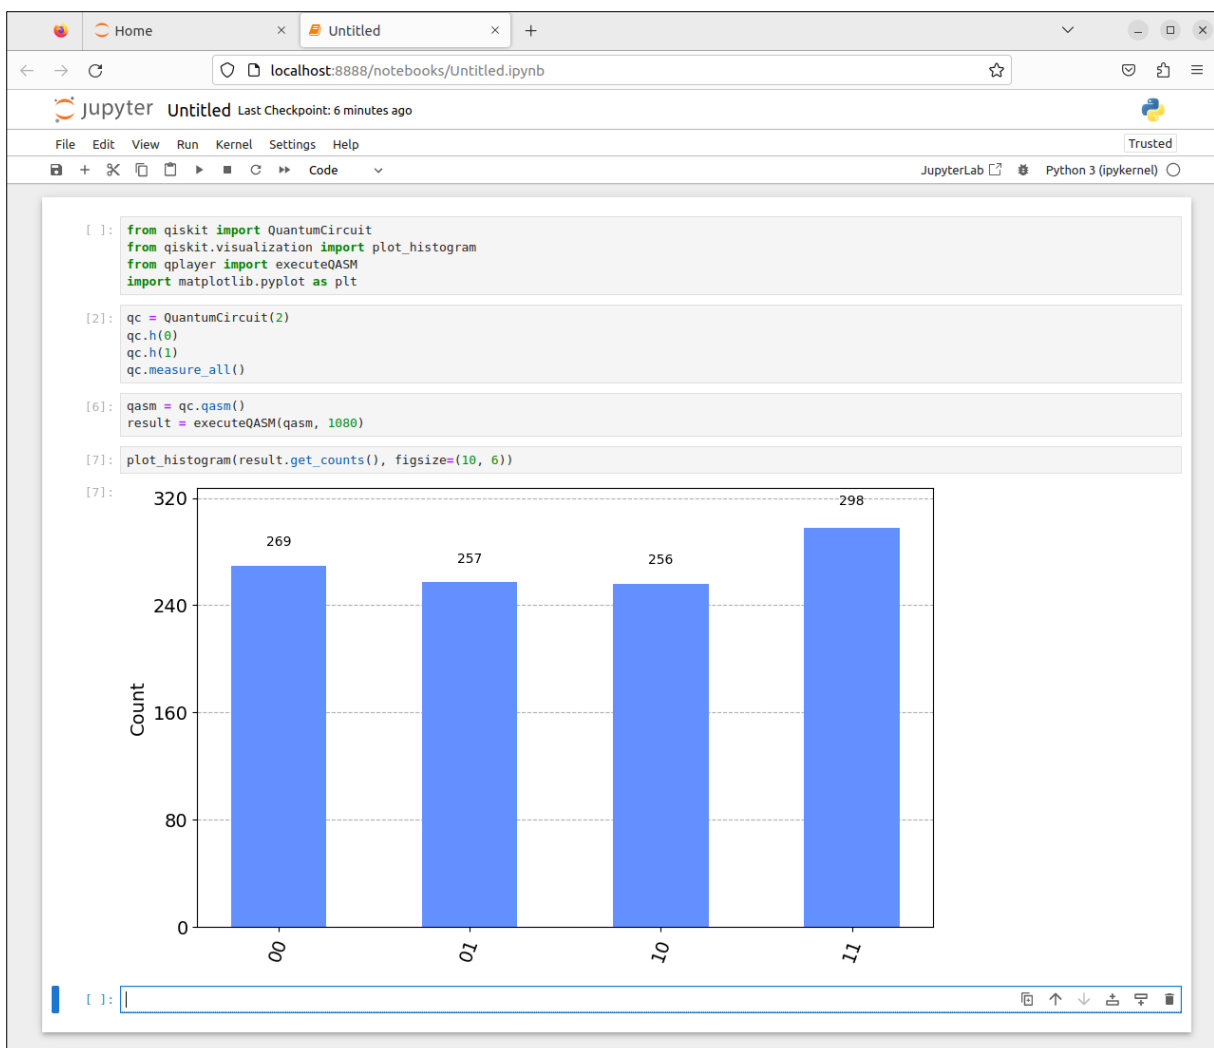 Home
Untitled
localhost:8888/notebooks/Untitled.ipynb
jupyter Untitled Last Checkpoint: 6 minutes ago
File Edit View Run Kernel Settings Help Trusted
Code JupyterLab Python 3 (ipykernel)
[ ]: from qiskit import QuantumCircuit
from qiskit.visualization import plot_histogram
from qplayer import executeQASM
import matplotlib.pyplot as plt
[2]: qc = QuantumCircuit(2)
qc.h(0)
qc.h(1)
qc.measure_all()
[6]: qasm = qc.qasm()
result = executeQASM(qasm, 1080)
[7]: plot_histogram(result.get_counts(), figsize=(10, 6))
[7]:
320
240
160
80
0
Count
269
257
256
298
00
01
10
11
[ ]: